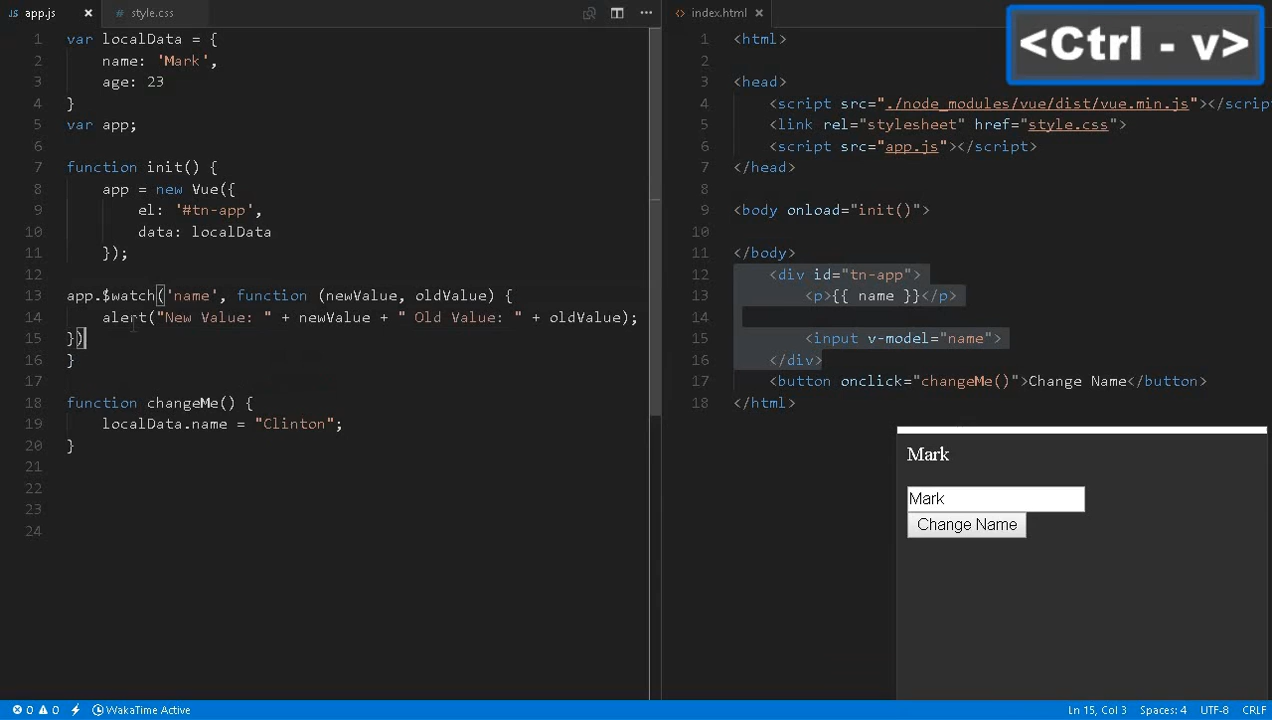 app.js
style.css
1 var localData = {
2 name: 'Mark',
3 age: 23
4 }
5 var app;
6
7 function init() {
8 app = new Vue({
9 el: '#tn-app',
10 data: localData
11 });
12
13 app.$watch('name', function (newValue, oldValue) {
14 alert("New Value: " + newValue + " Old Value: " + oldValue);
15 })
16 }
17
18 function changeMe() {
19 localData.name = "Clinton";
20 }
21
22
23
24
index.html
<Ctrl - v>
1 <html>
2
3 <head>
4 <script src="./node_modules/vue/dist/vue.min.js"></scrip
5 <link rel="stylesheet" href="style.css">
6 <script src="app.js"></script>
7 </head>
8
9 <body onload="init()">
10
11 </body>
12 <div id="tn-app">
13 <p>{{ name }}</p>
14
15 <input v-model="name">
16 </div>
17 <button onclick="changeMe()">Change Name</button>
18 </html>
Mark
Mark
Change Name
0 0 WakaTime Active
Ln 15, Col 3 Spaces: 4 UTF-8 CRLF